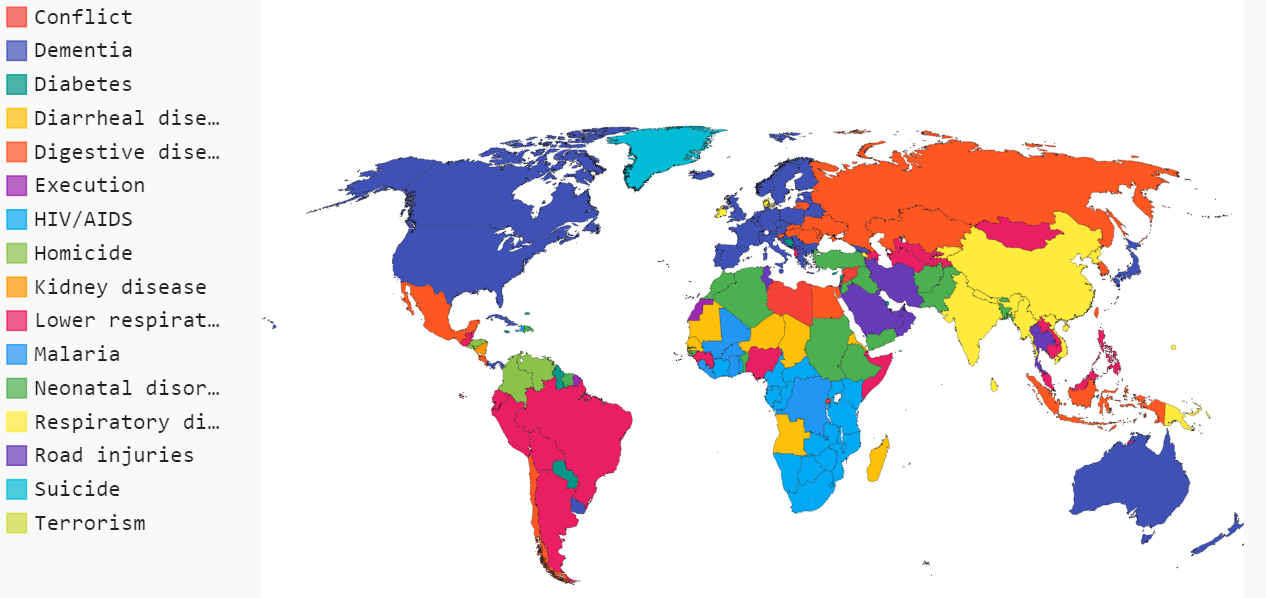 Conflict
Dementia
Diabetes
Diarrheal dise…
Digestive dise…
Execution
HIV/AIDS
Homicide
Kidney disease
Lower respirat…
Malaria
Neonatal disor…
Respiratory di…
Road injuries
Suicide
Terrorism